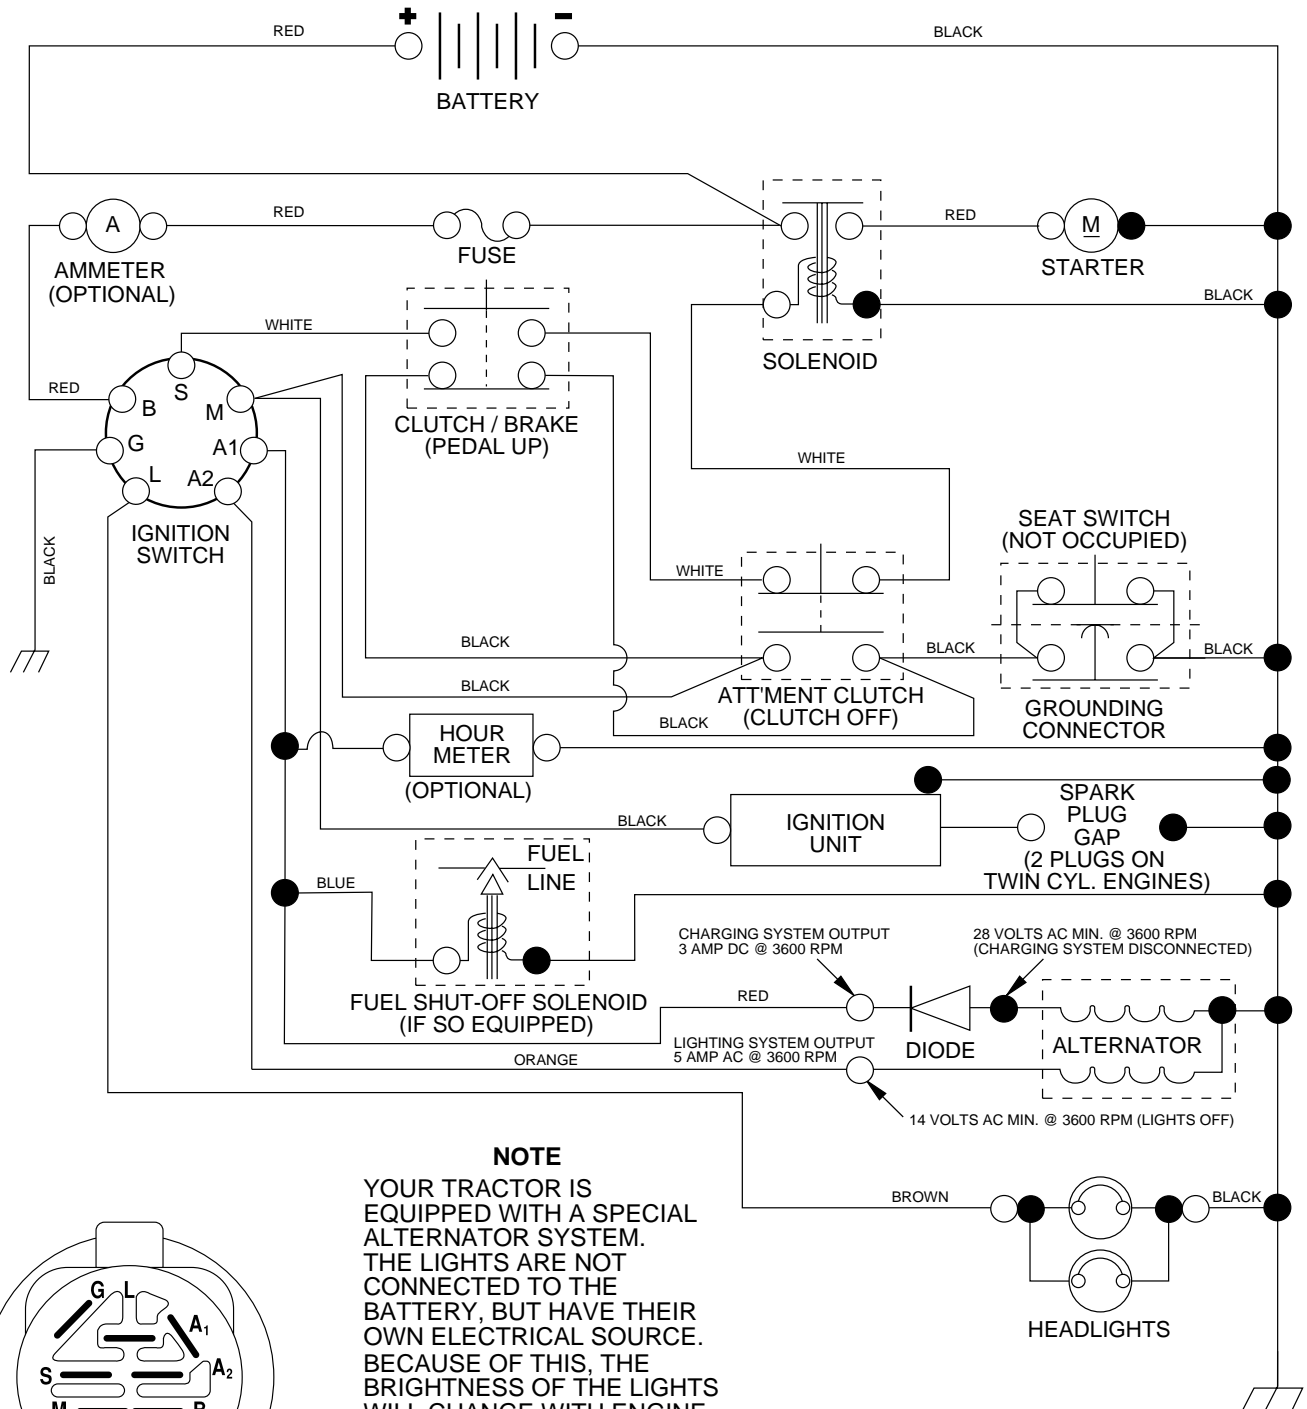 +
−
RED
BLACK
BATTERY
RED
A
FUSE
RED
M
AMMETER
(OPTIONAL)
STARTER
BLACK
WHITE
SOLENOID
RED
S
B
M
CLUTCH / BRAKE
(PEDAL UP)
G
A1
L
A2
WHITE
IGNITION
SWITCH
BLACK
SEAT SWITCH
(NOT OCCUPIED)
WHITE
BLACK
BLACK
BLACK
BLACK
ATT'MENT CLUTCH
(CLUTCH OFF)
BLACK
GROUNDING
CONNECTOR
HOUR
METER
(OPTIONAL)
BLACK
IGNITION
UNIT
SPARK
PLUG
GAP
(2 PLUGS ON
TWIN CYL. ENGINES)
FUEL
LINE
BLUE
CHARGING SYSTEM OUTPUT
3 AMP DC @ 3600 RPM
28 VOLTS AC MIN. @ 3600 RPM
(CHARGING SYSTEM DISCONNECTED)
FUEL SHUT-OFF SOLENOID
(IF SO EQUIPPED)
RED
DIODE
ALTERNATOR
LIGHTING SYSTEM OUTPUT
5 AMP AC @ 3600 RPM
ORANGE
14 VOLTS AC MIN. @ 3600 RPM (LIGHTS OFF)
NOTE
YOUR TRACTOR IS
EQUIPPED WITH A SPECIAL
ALTERNATOR SYSTEM.
THE LIGHTS ARE NOT
CONNECTED TO THE
BATTERY, BUT HAVE THEIR
OWN ELECTRICAL SOURCE.
BECAUSE OF THIS, THE
BRIGHTNESS OF THE LIGHTS
WILL CHANGE WITH ENGINE
BROWN
BLACK
HEADLIGHTS
G
L
A1
S
A2
M
B